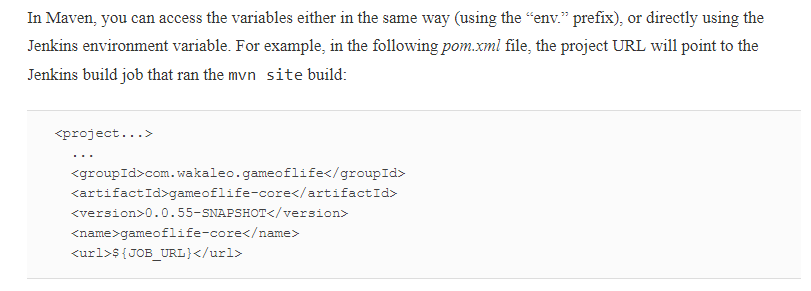 In Maven, you can access the variables either in the same way (using the “env.” prefix), or directly using the
Jenkins environment variable. For example, in the following pom.xml file, the project URL will point to the
Jenkins build job that ran the mvn site build:
<project...>
...
<groupId>com.wakaleo.gameoflife</groupId>
<artifactId>gameoflife-core</artifactId>
<version>0.0.55-SNAPSHOT</version>
<name>gameoflife-core</name>
<url>${JOB_URL}</url>